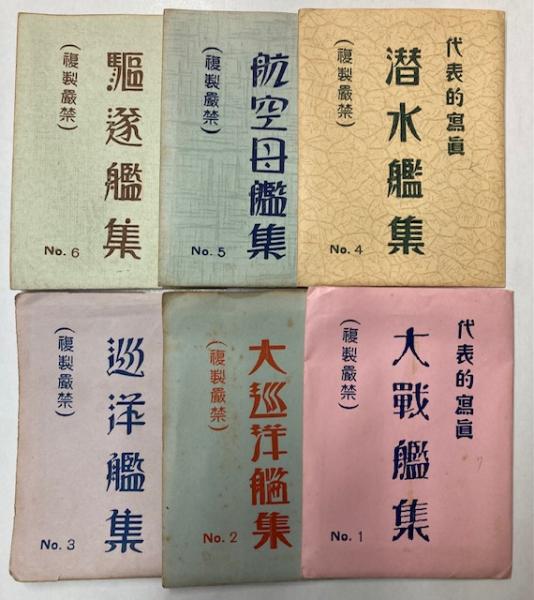 代表的寫眞
潜水艦集
(複製嚴禁)
No. 4
航空母艦集
(複製嚴禁)
No. 5
驅逐艦集
(複製嚴禁)
No. 6
代表的寫眞
大戰艦集
(複製嚴禁)
No. 1
大巡洋艦集
(複製嚴禁)
No. 2
巡洋艦集
(複製嚴禁)
No. 3